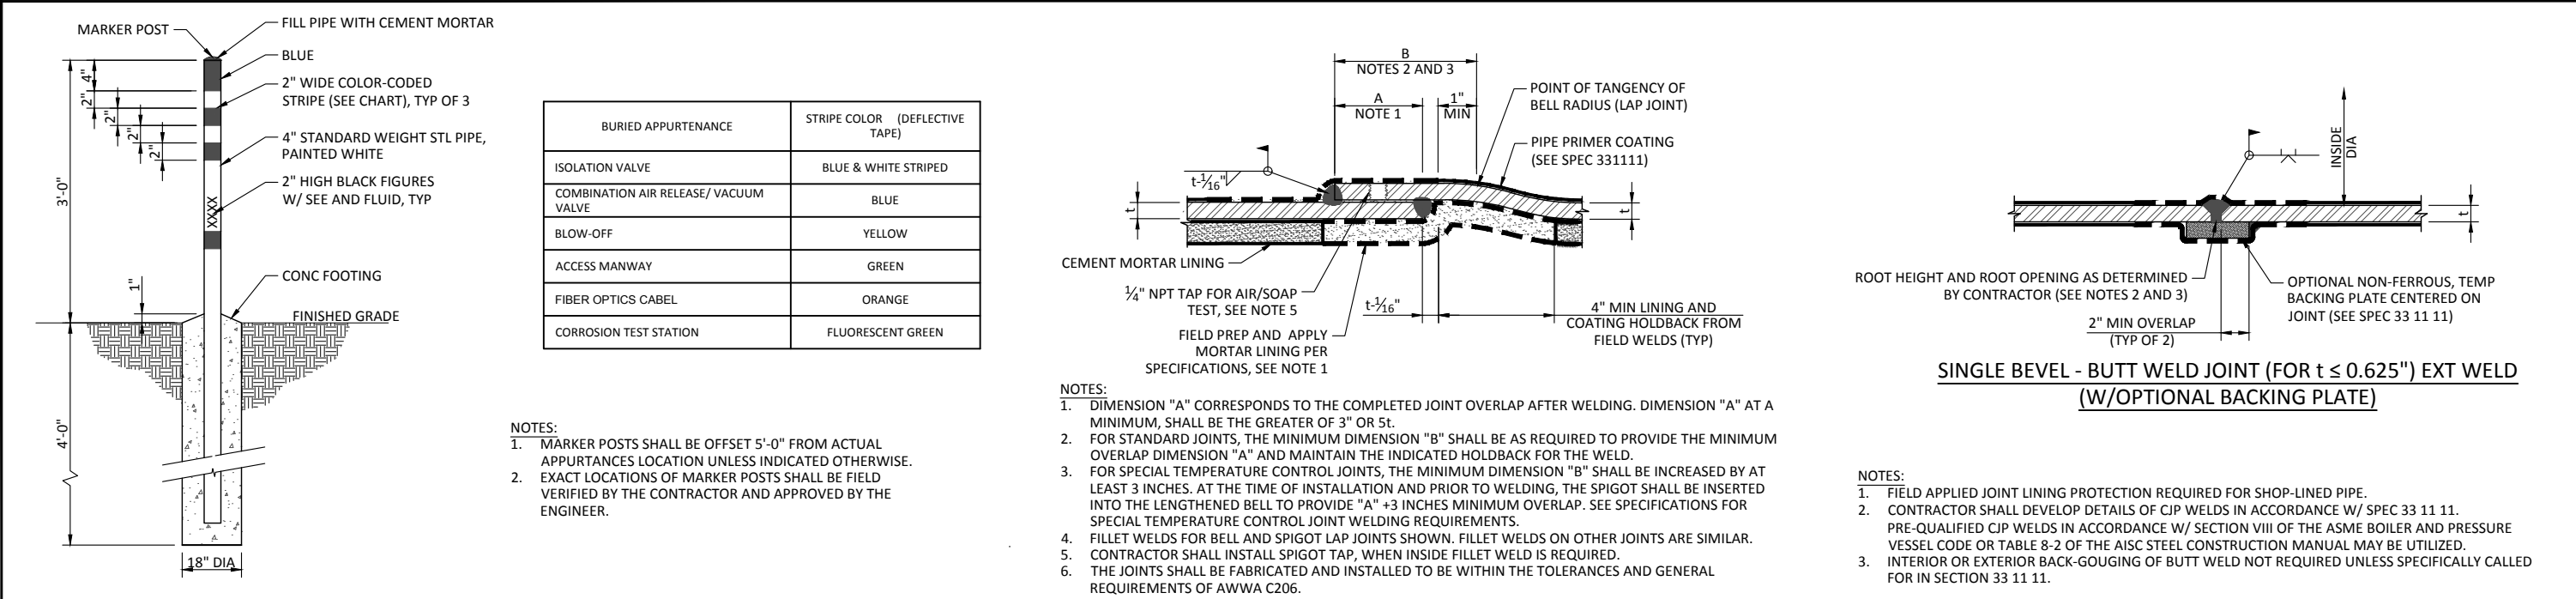 MARKER POST
FILL PIPE WITH CEMENT MORTAR
BLUE
2" WIDE COLOR-CODED
STRIPE (SEE CHART), TYP OF 3
4" STANDARD WEIGHT STL PIPE,
PAINTED WHITE
2" HIGH BLACK FIGURES
W/ SEE AND FLUID, TYP
CONC FOOTING
FINISHED GRADE
4"
2"
2"
2"
2"
3'-0"
XXXX
1"
4'-0"
18" DIA
BURIED APPURTENANCE
STRIPE COLOR (DEFLECTIVE
TAPE)
ISOLATION VALVE
BLUE & WHITE STRIPED
COMBINATION AIR RELEASE/ VACUUM
VALVE
BLUE
BLOW-OFF
YELLOW
ACCESS MANWAY
GREEN
FIBER OPTICS CABEL
ORANGE
CORROSION TEST STATION
FLUORESCENT GREEN
NOTES:
1. MARKER POSTS SHALL BE OFFSET 5'-0" FROM ACTUAL
APPURTANCES LOCATION UNLESS INDICATED OTHERWISE.
2. EXACT LOCATIONS OF MARKER POSTS SHALL BE FIELD
VERIFIED BY THE CONTRACTOR AND APPROVED BY THE
ENGINEER.
B
NOTES 2 AND 3
A
NOTE 1
1"
MIN
POINT OF TANGENCY OF
BELL RADIUS (LAP JOINT)
PIPE PRIMER COATING
(SEE SPEC 331111)
t-1/16"
t
t
CEMENT MORTAR LINING
1/4" NPT TAP FOR AIR/SOAP
TEST, SEE NOTE 5
t-1/16"
4" MIN LINING AND
COATING HOLDBACK FROM
FIELD WELDS (TYP)
FIELD PREP AND APPLY
MORTAR LINING PER
SPECIFICATIONS, SEE NOTE 1
NOTES:
1. DIMENSION "A" CORRESPONDS TO THE COMPLETED JOINT OVERLAP AFTER WELDING. DIMENSION "A" AT A
MINIMUM, SHALL BE THE GREATER OF 3" OR 5t.
2. FOR STANDARD JOINTS, THE MINIMUM DIMENSION "B" SHALL BE AS REQUIRED TO PROVIDE THE MINIMUM
OVERLAP DIMENSION "A" AND MAINTAIN THE INDICATED HOLDBACK FOR THE WELD.
3. FOR SPECIAL TEMPERATURE CONTROL JOINTS, THE MINIMUM DIMENSION "B" SHALL BE INCREASED BY AT
LEAST 3 INCHES. AT THE TIME OF INSTALLATION AND PRIOR TO WELDING, THE SPIGOT SHALL BE INSERTED
INTO THE LENGTHENED BELL TO PROVIDE "A" +3 INCHES MINIMUM OVERLAP. SEE SPECIFICATIONS FOR
SPECIAL TEMPERATURE CONTROL JOINT WELDING REQUIREMENTS.
4. FILLET WELDS FOR BELL AND SPIGOT LAP JOINTS SHOWN. FILLET WELDS ON OTHER JOINTS ARE SIMILAR.
5. CONTRACTOR SHALL INSTALL SPIGOT TAP, WHEN INSIDE FILLET WELD IS REQUIRED.
6. THE JOINTS SHALL BE FABRICATED AND INSTALLED TO BE WITHIN THE TOLERANCES AND GENERAL
REQUIREMENTS OF AWWA C206.
INSIDE
DIA
t
ROOT HEIGHT AND ROOT OPENING AS DETERMINED
BY CONTRACTOR (SEE NOTES 2 AND 3)
2" MIN OVERLAP
(TYP OF 2)
OPTIONAL NON-FERROUS, TEMP
BACKING PLATE CENTERED ON
JOINT (SEE SPEC 33 11 11)
SINGLE BEVEL - BUTT WELD JOINT (FOR t ≤ 0.625") EXT WELD
(W/OPTIONAL BACKING PLATE)
NOTES:
1. FIELD APPLIED JOINT LINING PROTECTION REQUIRED FOR SHOP-LINED PIPE.
2. CONTRACTOR SHALL DEVELOP DETAILS OF CJP WELDS IN ACCORDANCE W/ SPEC 33 11 11.
PRE-QUALIFIED CJP WELDS IN ACCORDANCE W/ SECTION VIII OF THE ASME BOILER AND PRESSURE
VESSEL CODE OR TABLE 8-2 OF THE AISC STEEL CONSTRUCTION MANUAL MAY BE UTILIZED.
3. INTERIOR OR EXTERIOR BACK-GOUGING OF BUTT WELD NOT REQUIRED UNLESS SPECIFICALLY CALLED
FOR IN SECTION 33 11 11.